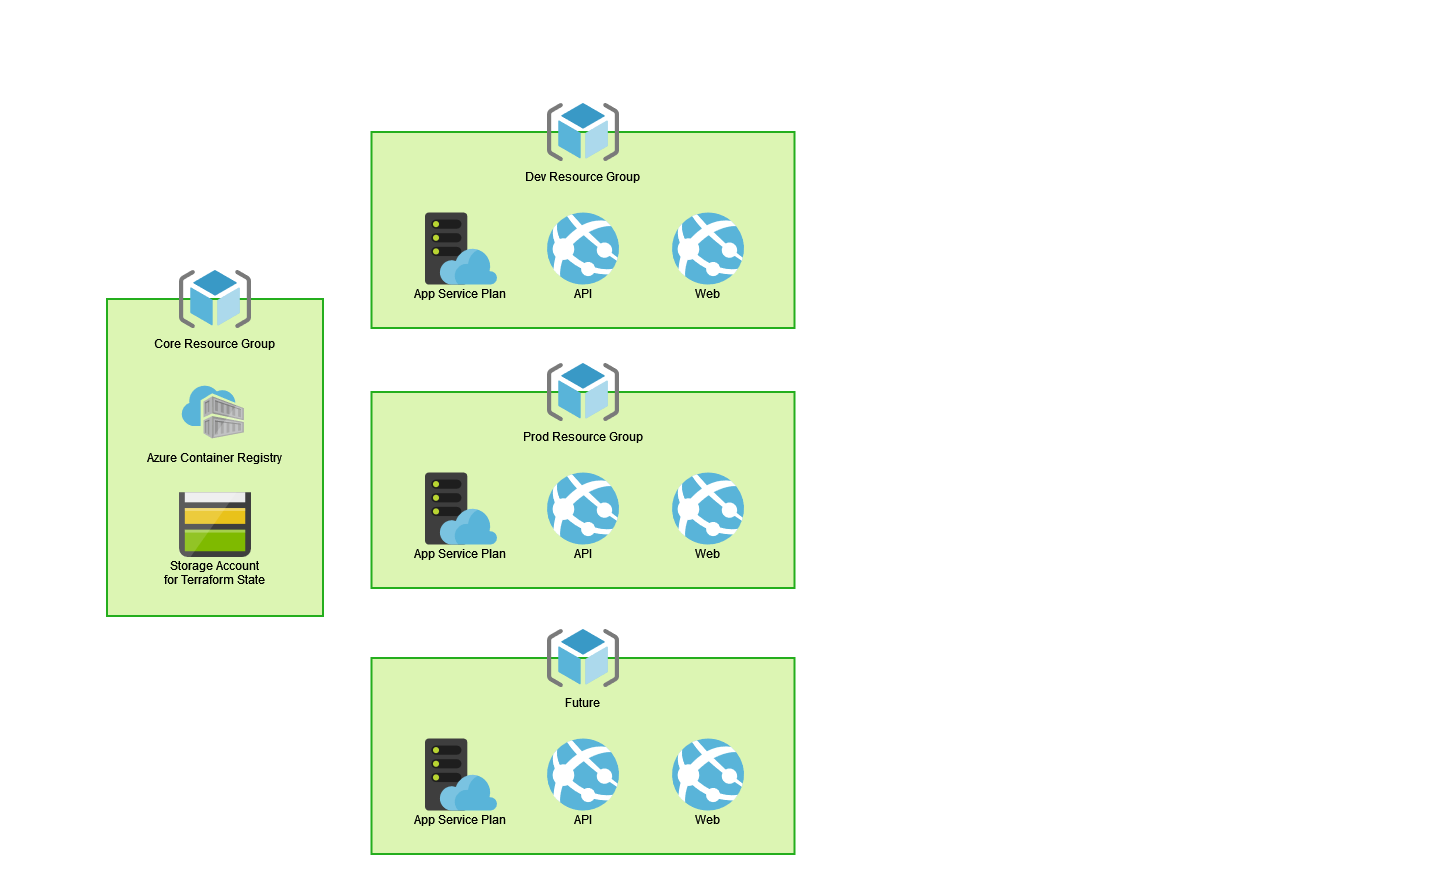 Dev Resource Group
App Service Plan
API
Web
Core Resource Group
Azure Container Registry
Storage Account
for Terraform State
Prod Resource Group
App Service Plan
API
Web
Future
App Service Plan
API
Web